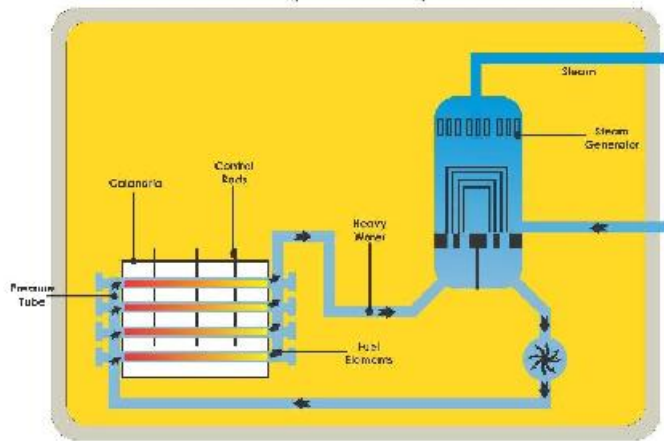 Steam
Steam
Generator
Control
Rods
Calandria
Heavy
Water
Pressure
Tube
Fuel
Elements